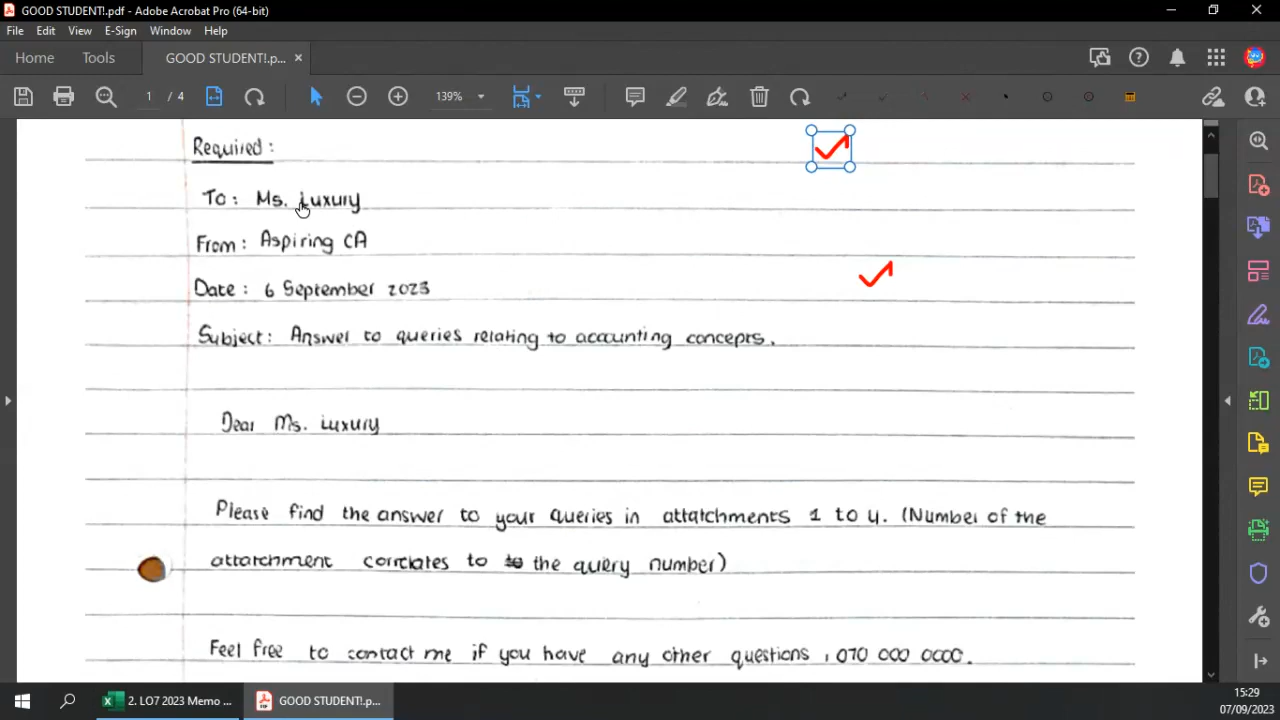 GOOD STUDENT!.pdf - Adobe Acrobat Pro (64-bit)
File Edit View E-Sign Window Help
Home Tools GOOD STUDENT!.p... ×
1 / 4 139%
Required:
To: Ms. Luxury
From: Aspiring CA
Date: 6 September 2023
Subject: Answer to queries relating to accounting concepts.
Dear Ms. Luxury
Please find the answer to your queries in attatchments 1 to 4. (Number of the
attatchment correlates to to the query number)
Feel free to contact me if you have any other questions, 070 000 0000.
2. LO7 2023 Memo ... GOOD STUDENT!.p...
15:29
07/09/2023